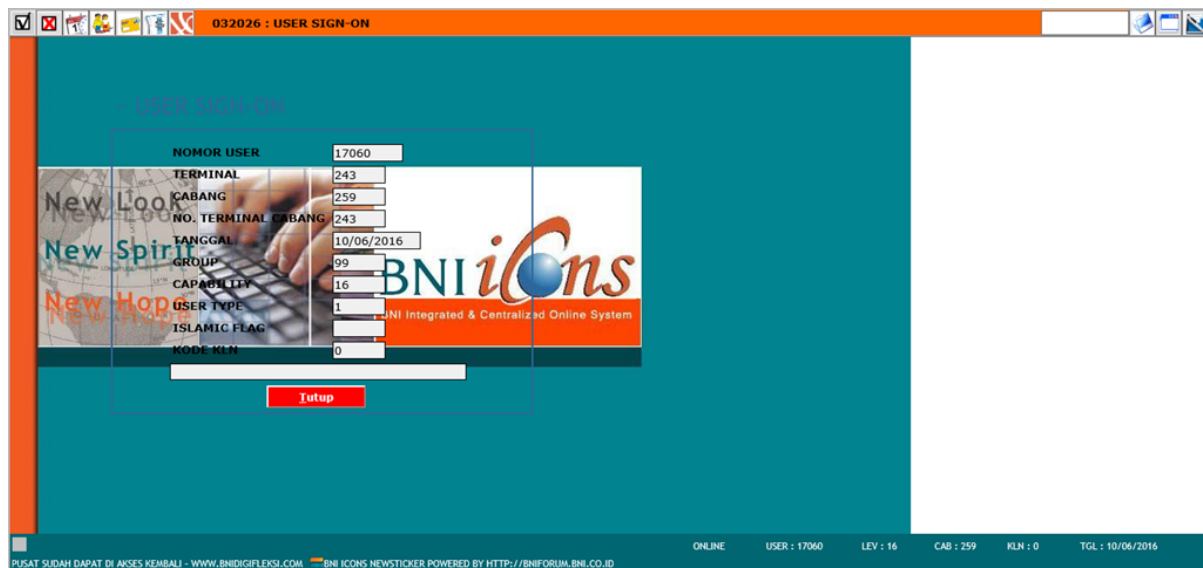 032026 : USER SIGN-ON
- USER SIGN-ON
NOMOR USER 17060
TERMINAL 243
CABANG 259
NO. TERMINAL CABANG 243
TANGGAL 10/06/2016
GROUP 99
CAPABILITY 16
USER TYPE 1
ISLAMIC FLAG
KODE KLN 0
Tutup
New Look
New Spirit
New Hope
BNI icons
BNI Integrated & Centralized Online System
ONLINE USER : 17060 LEV : 16 CAB : 259 KLN : 0 TGL : 10/06/2016
PUSAT SUDAH DAPAT DI AKSES KEMBALI - WWW.BNIDIGIFLEKSI.COM BNI ICONS NEWSTICKER POWERED BY HTTP://BNIFORUM.BNI.CO.ID